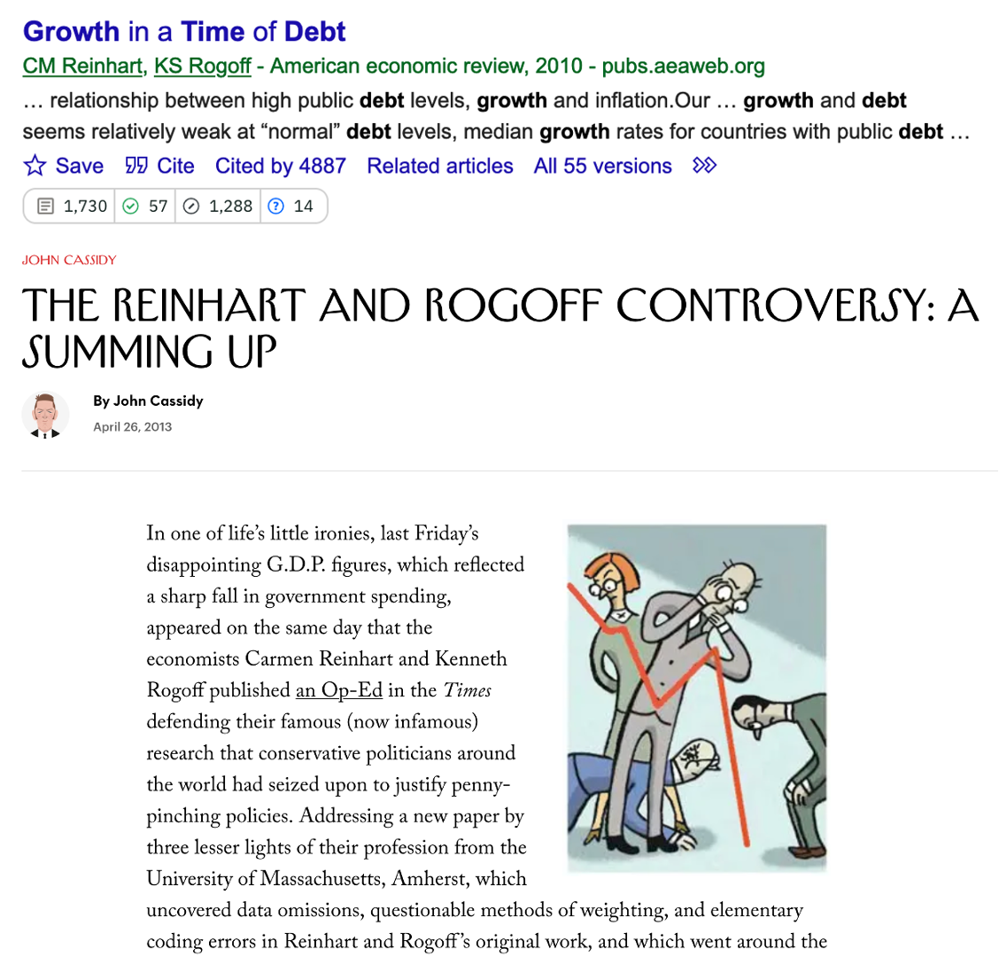 Growth in a Time of Debt
CM Reinhart, KS Rogoff - American economic review, 2010 - pubs.aeaweb.org
… relationship between high public debt levels, growth and inflation.Our … growth and debt
seems relatively weak at “normal” debt levels, median growth rates for countries with public debt …
Save Cite Cited by 4887 Related articles All 55 versions
1,730 57 1,288 14
JOHN CASSIDY
THE REINHART AND ROGOFF CONTROVERSY: A
SUMMING UP
By John Cassidy
April 26, 2013
In one of life’s little ironies, last Friday’s
disappointing G.D.P. figures, which reflected
a sharp fall in government spending,
appeared on the same day that the
economists Carmen Reinhart and Kenneth
Rogoff published an Op-Ed in the Times
defending their famous (now infamous)
research that conservative politicians around
the world had seized upon to justify penny-
pinching policies. Addressing a new paper by
three lesser lights of their profession from the
University of Massachusetts, Amherst, which
uncovered data omissions, questionable methods of weighting, and elementary
coding errors in Reinhart and Rogoff’s original work, and which went around the